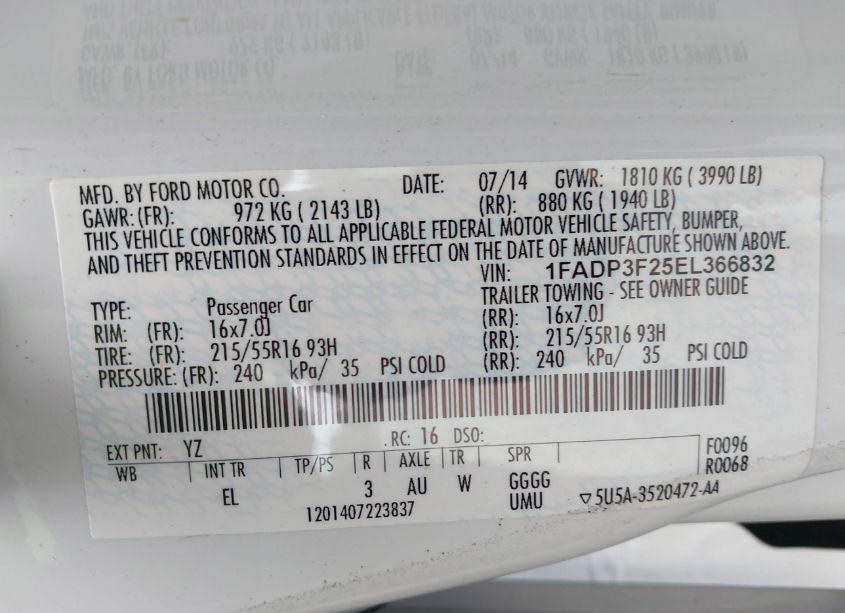 MFD. BY FORD MOTOR CO. DATE: 07/14 GVWR: 1810 KG ( 3990 LB)
GAWR: (FR): 972 KG ( 2143 LB) (RR): 880 KG ( 1940 LB)
THIS VEHICLE CONFORMS TO ALL APPLICABLE FEDERAL MOTOR VEHICLE SAFETY, BUMPER,
AND THEFT PREVENTION STANDARDS IN EFFECT ON THE DATE OF MANUFACTURE SHOWN ABOVE.
VIN: 1FADP3F25EL366832
TYPE: Passenger Car TRAILER TOWING - SEE OWNER GUIDE
RIM: (FR): 16x7.0J (RR): 16x7.0J
TIRE: (FR): 215/55R16 93H (RR): 215/55R16 93H
PRESSURE: (FR): 240 kPa/ 35 PSI COLD (RR): 240 kPa/ 35 PSI COLD
EXT PNT: YZ RC: 16 DSO: F0096
WB INT TR TP/PS R AXLE TR SPR R0068
EL 3 AU W GGGG
1201407223837 UMU ▽5U5A-3520472-AA